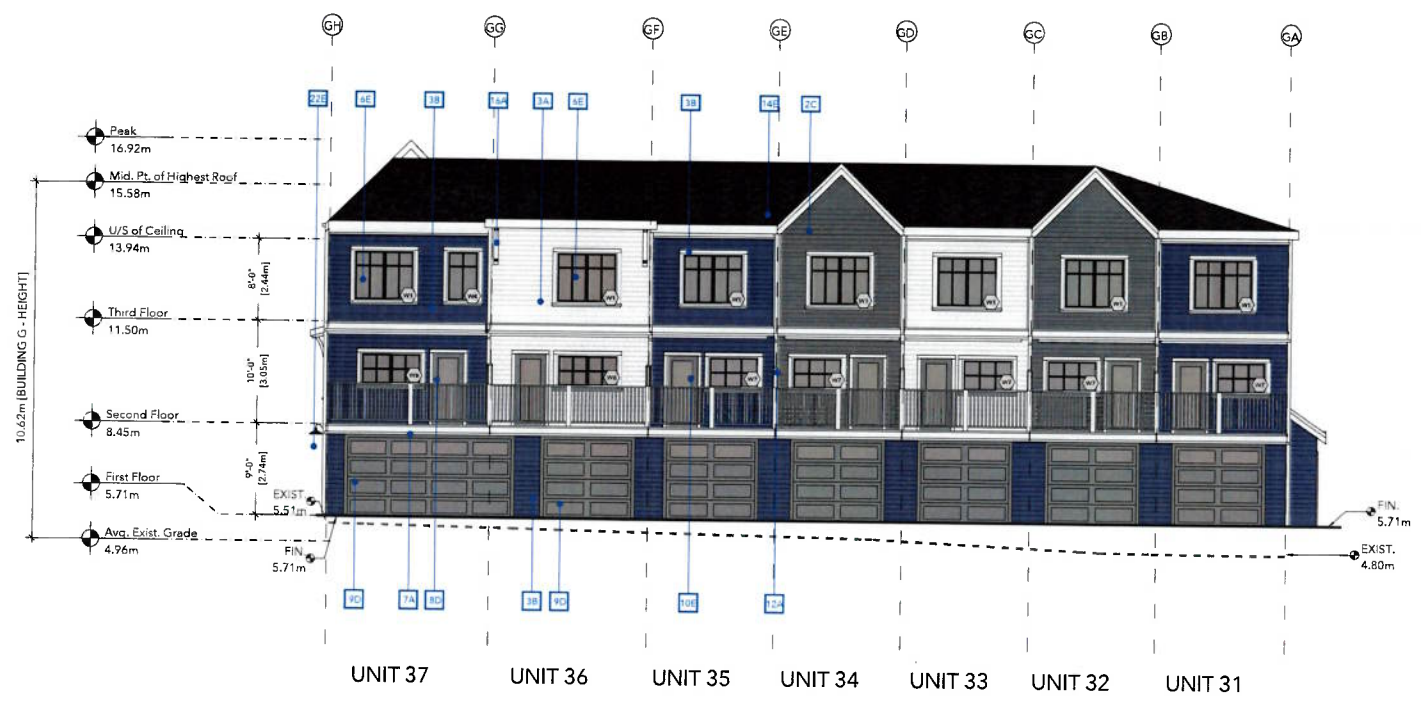 GH GG GF GE GD GC GB GA
22E 6E 3B 16A 3A 6E 3B 14E 2C
Peak
16.92m
Mid. Pt. of Highest Roof
15.58m
U/S of Ceiling
13.94m
8'-0"
[2.44m]
Third Floor
11.50m
10'-0"
[3.05m]
Second Floor
8.45m
9'-0"
[2.74m]
First Floor
5.71m
Avg. Exist. Grade
4.96m
10.62m [BUILDING G - HEIGHT]
EXIST.
5.51m
FIN.
5.71m
FIN.
5.71m
EXIST.
4.80m
9D 7A 8D 3B 9D 10E 12A
UNIT 37 UNIT 36 UNIT 35 UNIT 34 UNIT 33 UNIT 32 UNIT 31